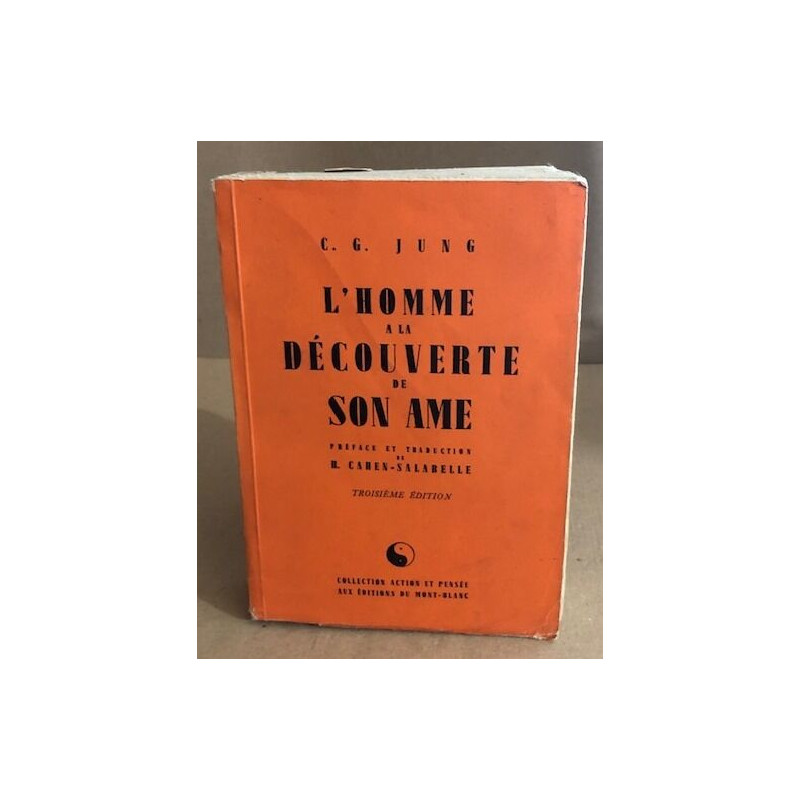 C. G. JUNG
L'HOMME
A LA
DÉCOUVERTE
DE
SON AME
PRÉFACE ET TRADUCTION
DE
R. CAHEN-SALABELLE
TROISIÈME ÉDITION
COLLECTION ACTION ET PENSÉE
AUX ÉDITIONS DU MONT-BLANC